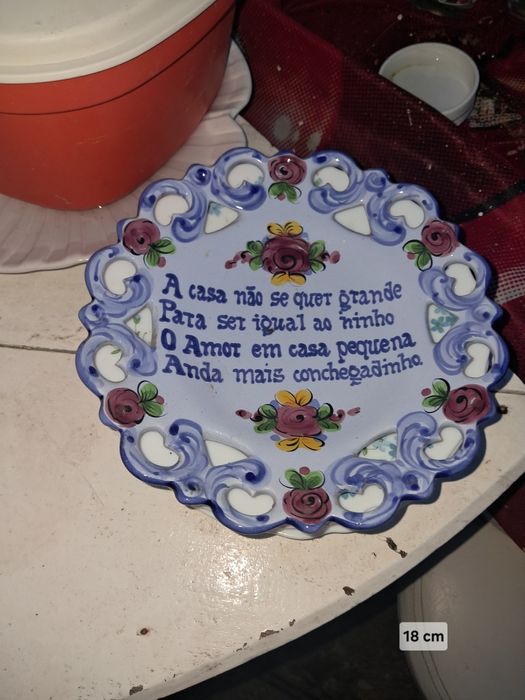 A casa não se quer grande
Para ser igual ao ninho
O Amor em casa pequena
Anda mais conchegadinho
18 cm